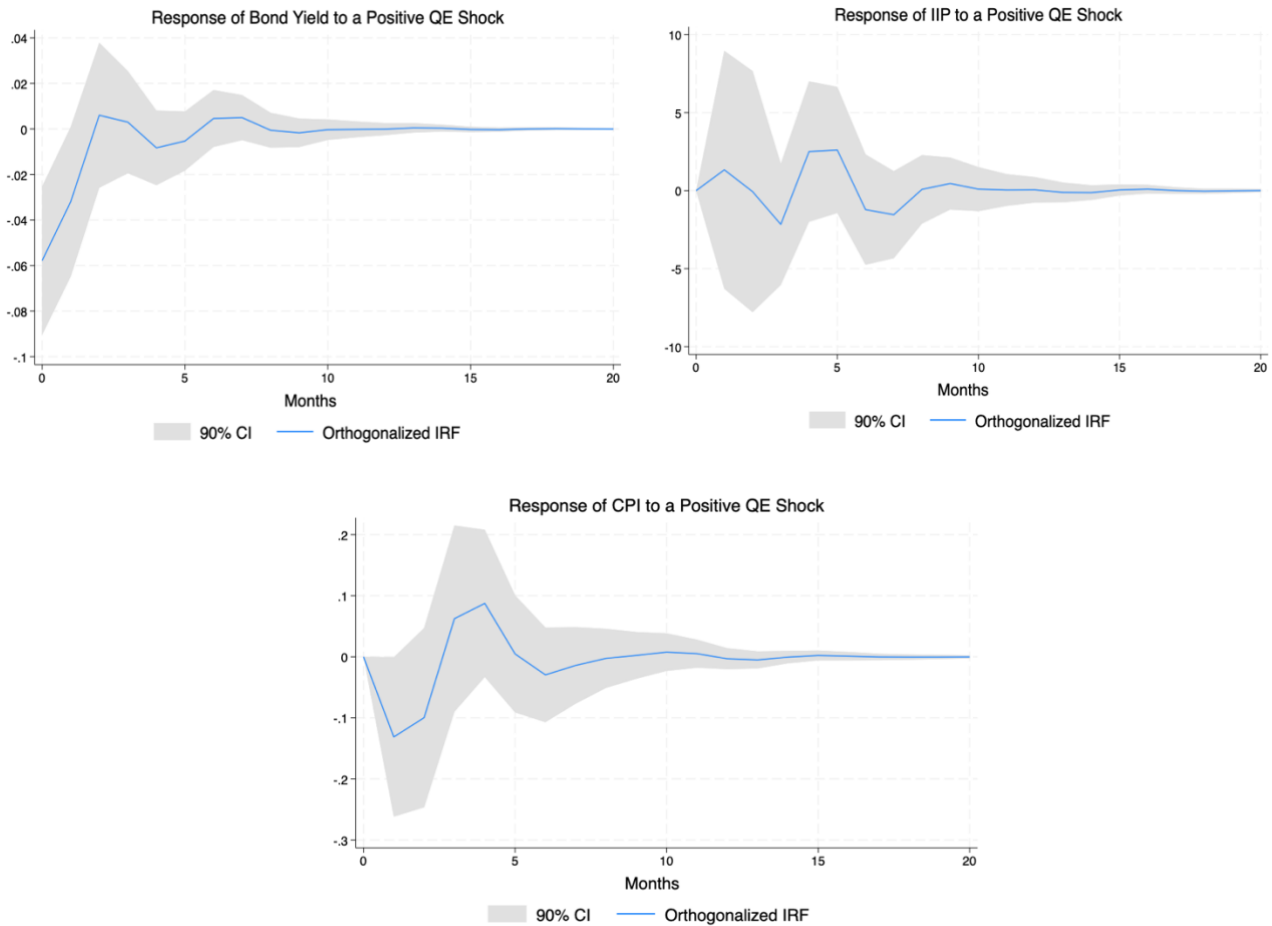 Response of Bond Yield to a Positive QE Shock
.04
.02
0
-.02
-.04
-.06
-.08
-.1
0 5 10 15 20
Months
90% CI Orthogonalized IRF
Response of IIP to a Positive QE Shock
10
5
0
-5
-10
0 5 10 15 20
Months
90% CI Orthogonalized IRF
Response of CPI to a Positive QE Shock
.2
.1
0
-.1
-.2
-.3
0 5 10 15 20
Months
90% CI Orthogonalized IRF